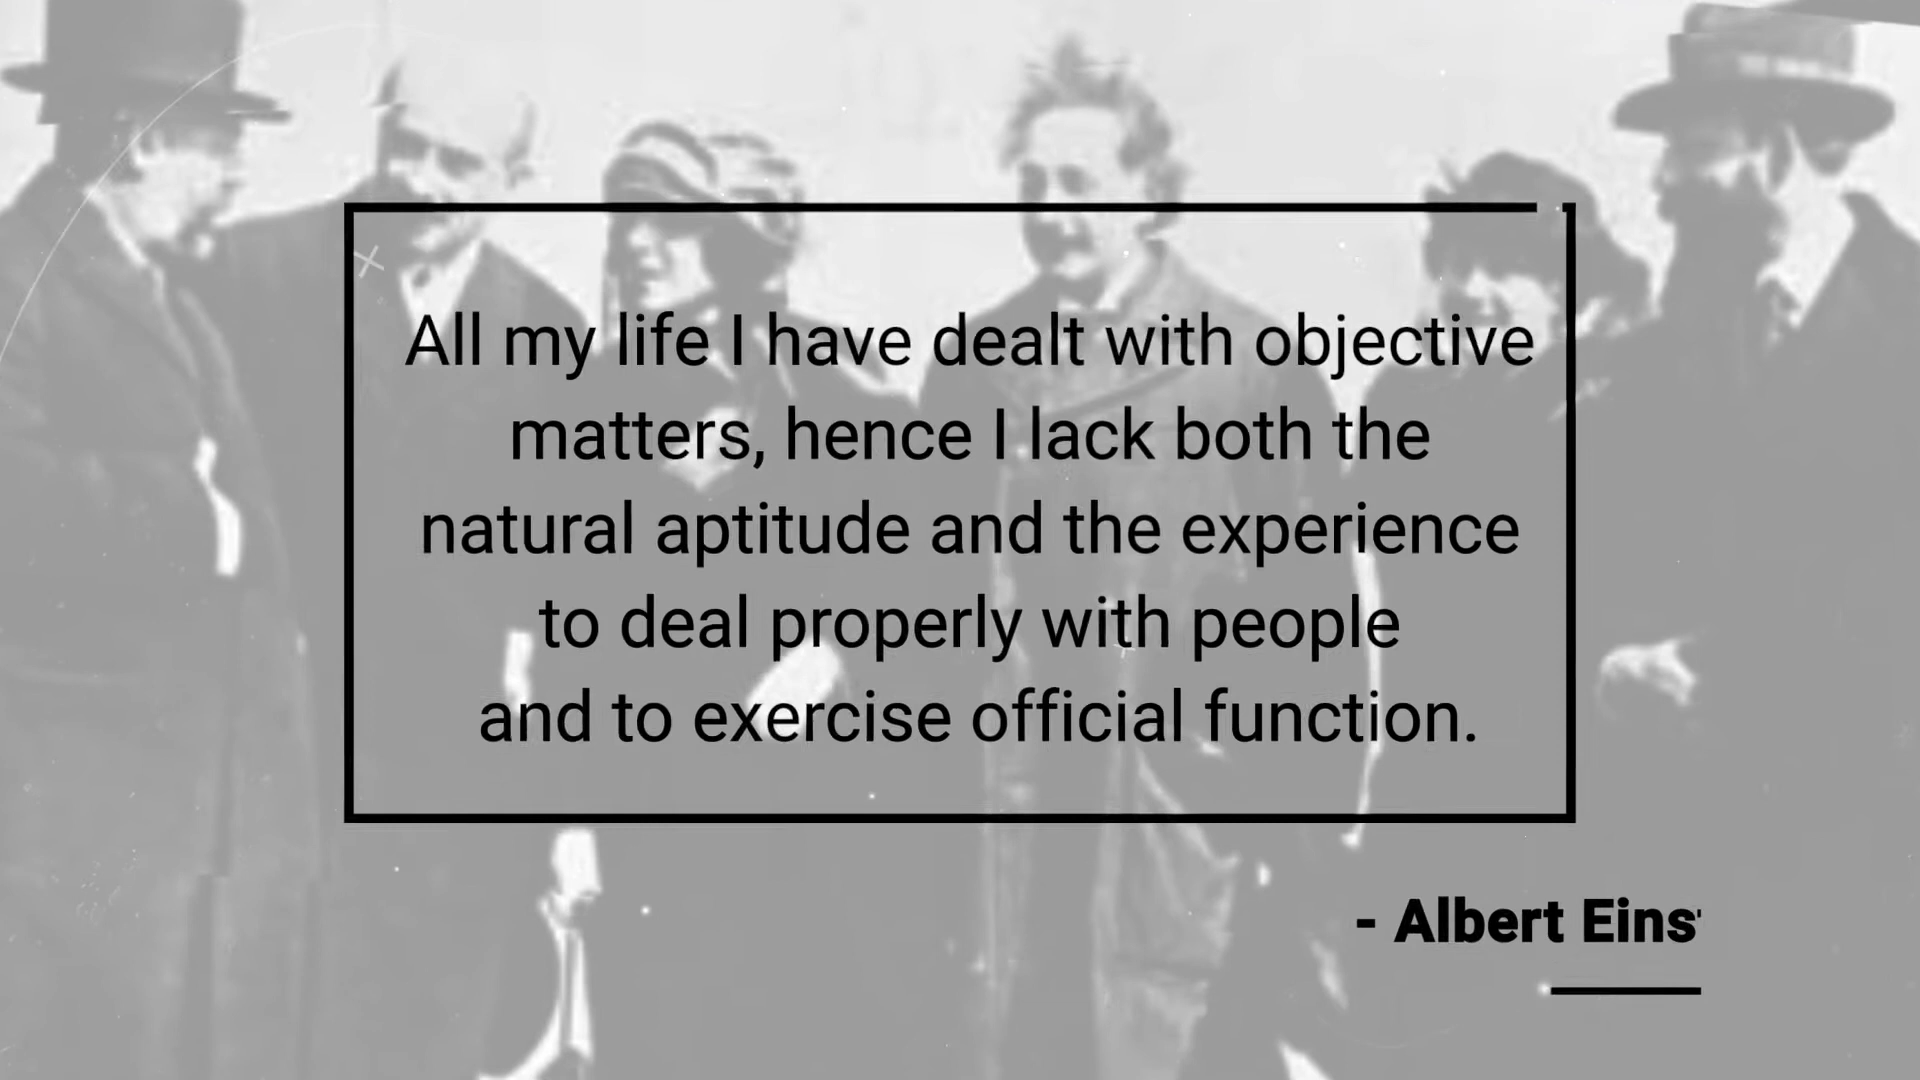 All my life I have dealt with objective
matters, hence I lack both the
natural aptitude and the experience
to deal properly with people
and to exercise official function.
- Albert Eins